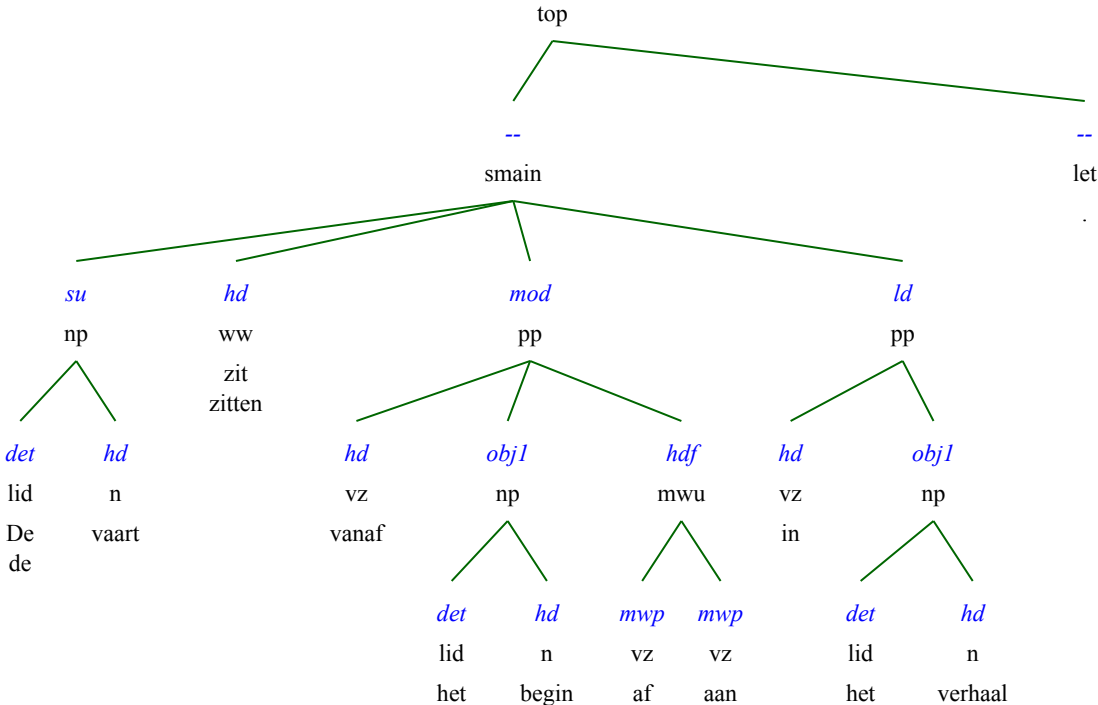 top
-- --
smain let
.
su hd mod ld
np ww pp pp
zit
zitten
det hd hd obj1 hdf hd obj1
lid n vz np mwu vz np
De vaart vanaf in
de
det hd mwp mwp det hd
lid n vz vz lid n
het begin af aan het verhaal